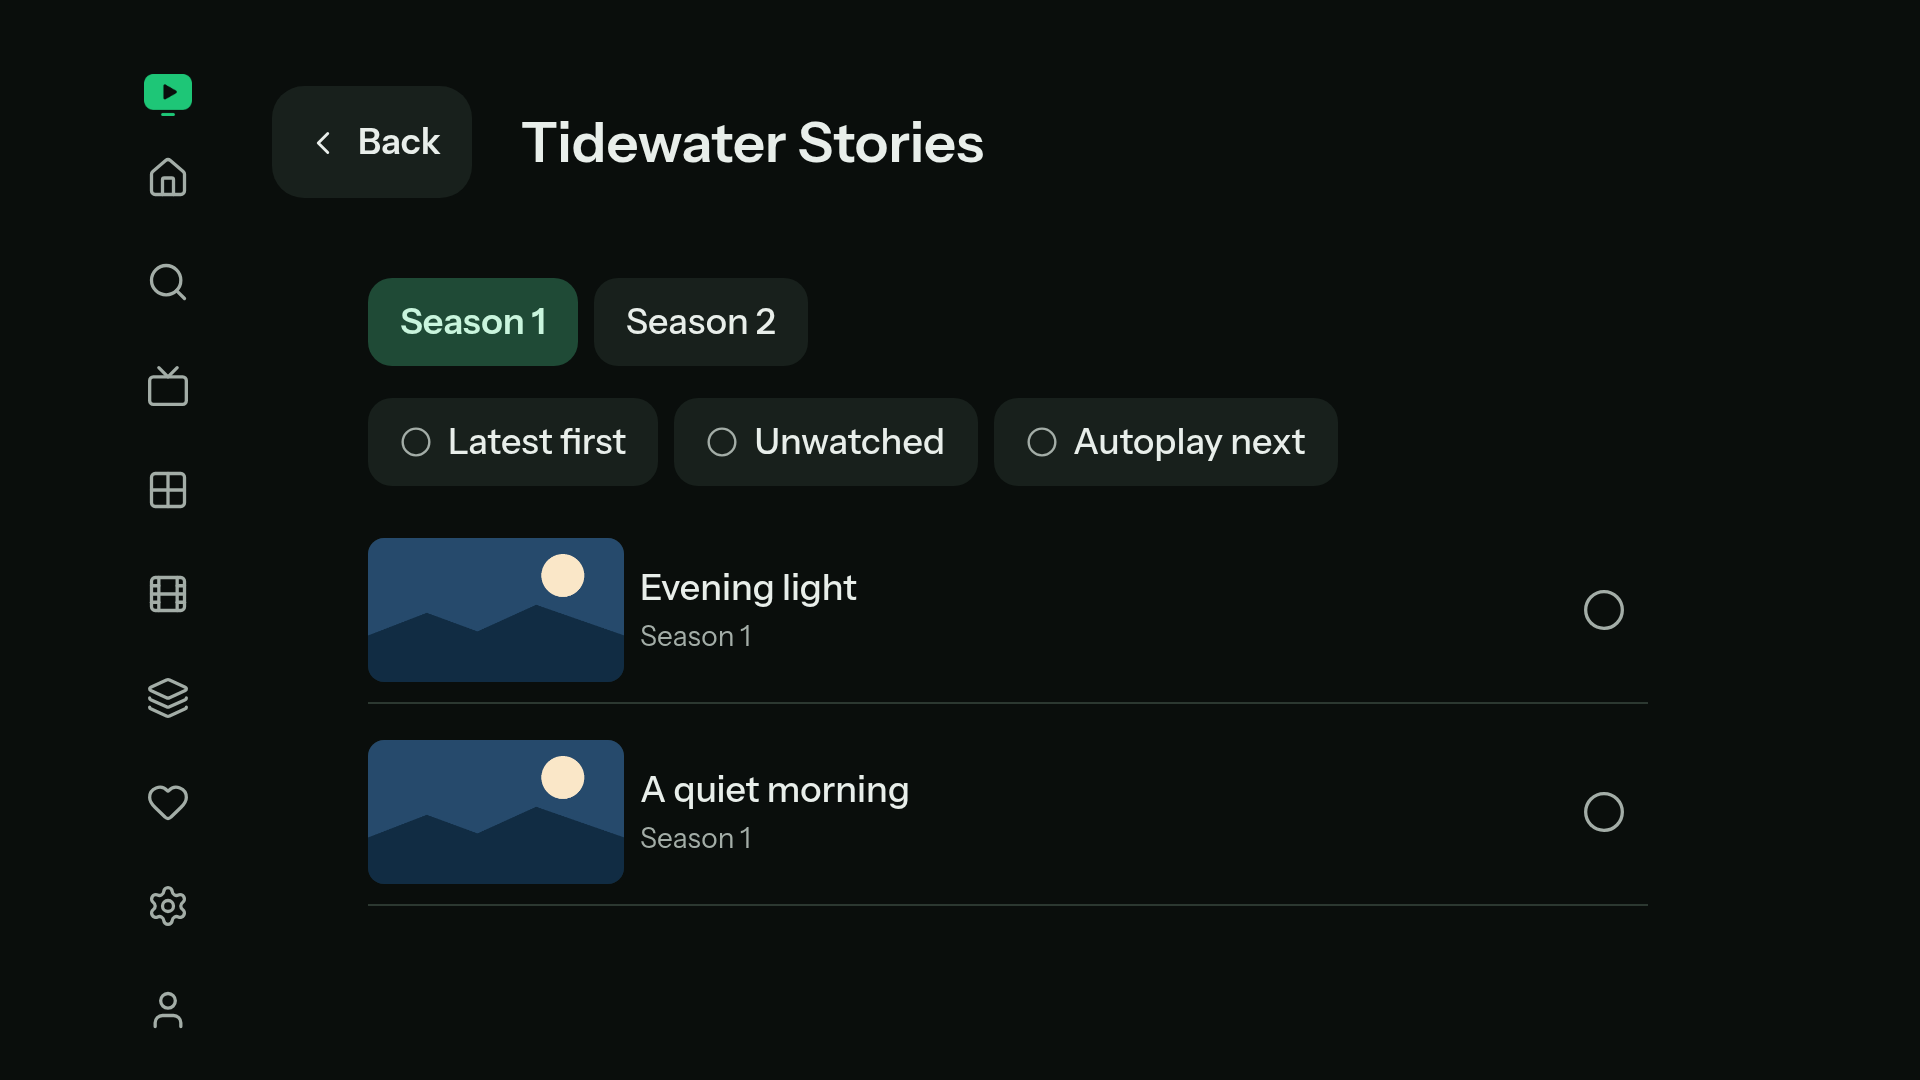 Back
Tidewater Stories
Season 1
Season 2
Latest first
Unwatched
Autoplay next
Evening light
Season 1
A quiet morning
Season 1